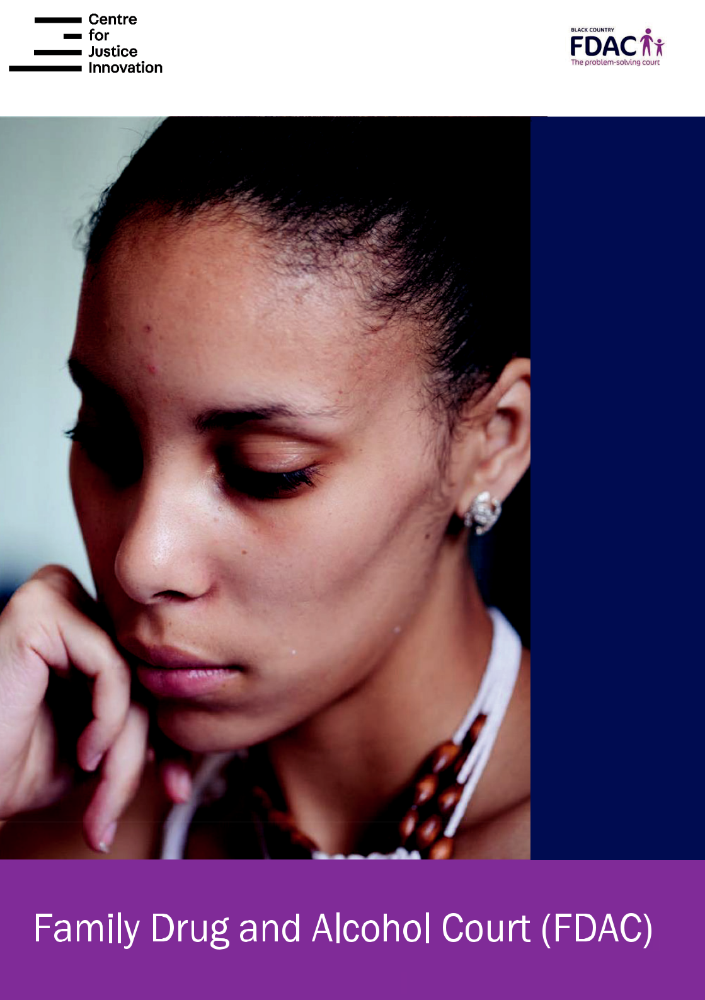 Centre
for
Justice
Innovation
BLACK COUNTRY
FDAC
The problem-solving court
Family Drug and Alcohol Court (FDAC)